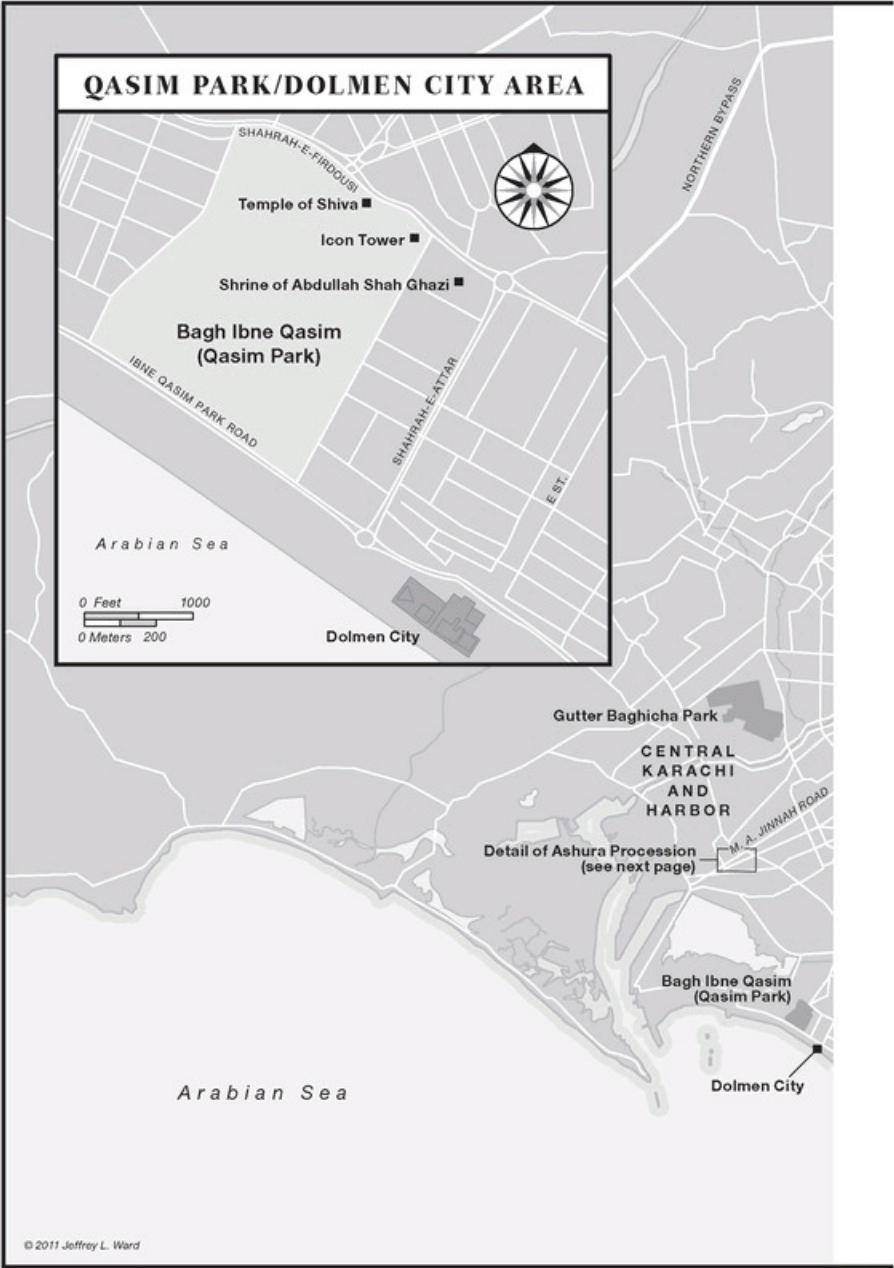 QASIM PARK/DOLMEN CITY AREA
SHAHRAH-E-FIRDOUSI
Temple of Shiva
Icon Tower
Shrine of Abdullah Shah Ghazi
Bagh Ibne Qasim
(Qasim Park)
IBNE QASIM PARK ROAD
SHAHRAH-E-ATTAR
E ST.
Arabian Sea
0 Feet 1000
0 Meters 200
Dolmen City
NORTHERN BYPASS
Gutter Baghicha Park
CENTRAL
KARACHI
AND
HARBOR
M. A. JINNAH ROAD
Detail of Ashura Procession
(see next page)
Bagh Ibne Qasim
(Qasim Park)
Dolmen City
Arabian Sea
© 2011 Jeffrey L. Ward